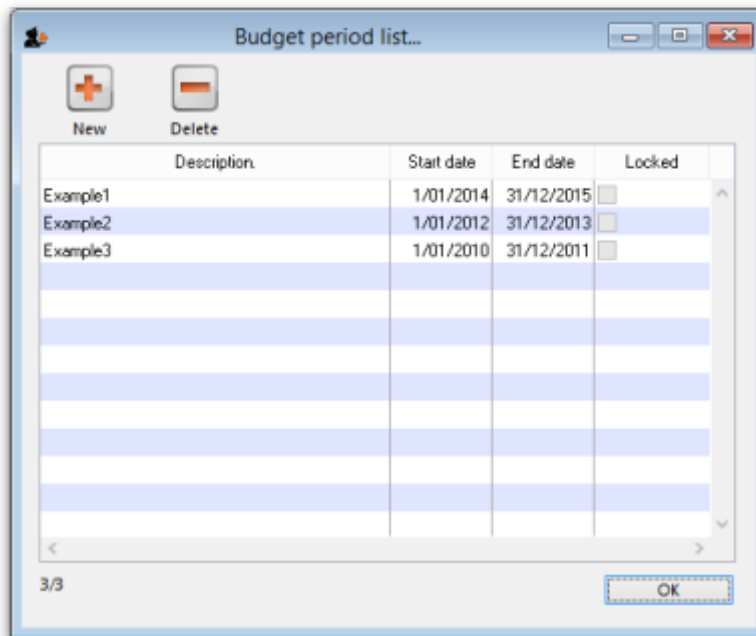 Budget period list...
New Delete
Description. Start date End date Locked
Example1 1/01/2014 31/12/2015
Example2 1/01/2012 31/12/2013
Example3 1/01/2010 31/12/2011
3/3 OK